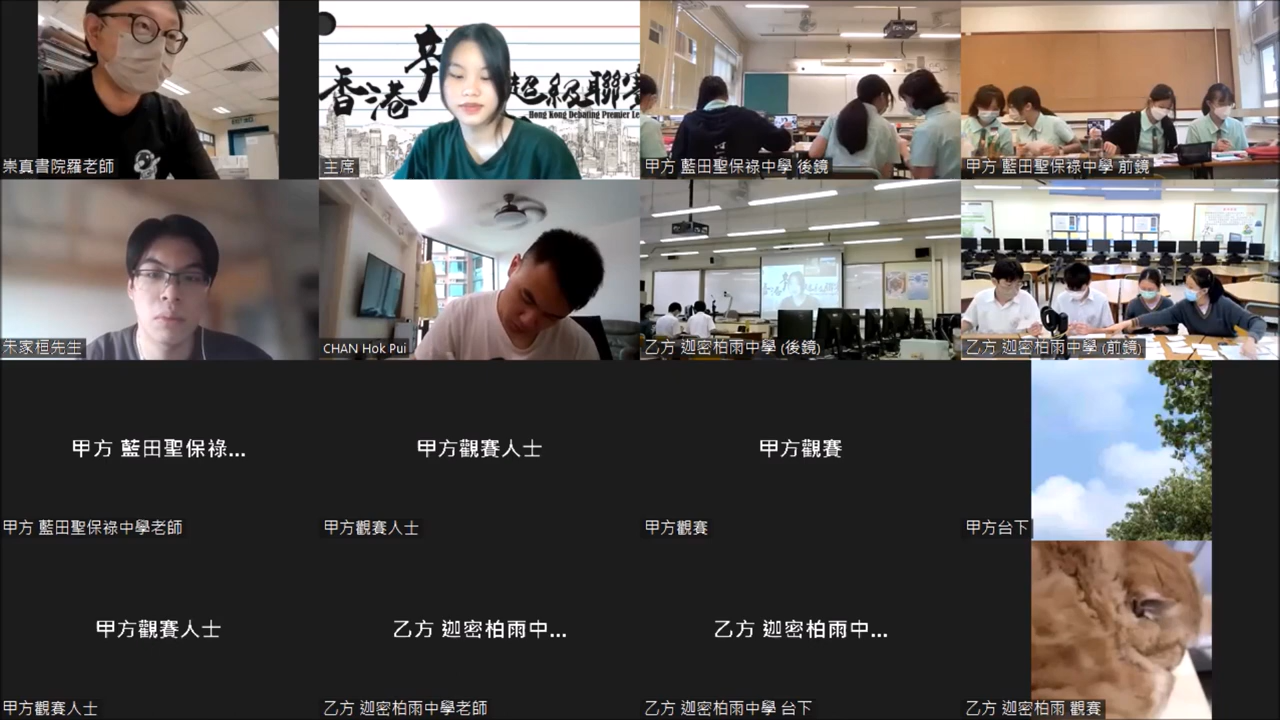 崇真書院羅老師
香港辯超級聯賽
Hong Kong Debating Premier Le
主席
甲方 藍田聖保祿中學 後鏡
甲方 藍田聖保祿中學 前鏡
朱家桓先生
CHAN Hok Pui
乙方 迦密柏雨中學 (後鏡)
乙方 迦密柏雨中學 (前鏡)
甲方 藍田聖保祿...
甲方觀賽人士
甲方觀賽
甲方 藍田聖保祿中學老師
甲方觀賽人士
甲方觀賽
甲方台下
甲方觀賽人士
乙方 迦密柏雨中...
乙方 迦密柏雨中...
甲方觀賽人士
乙方 迦密柏雨中學老師
乙方 迦密柏雨中學 台下
乙方 迦密柏雨 觀賽